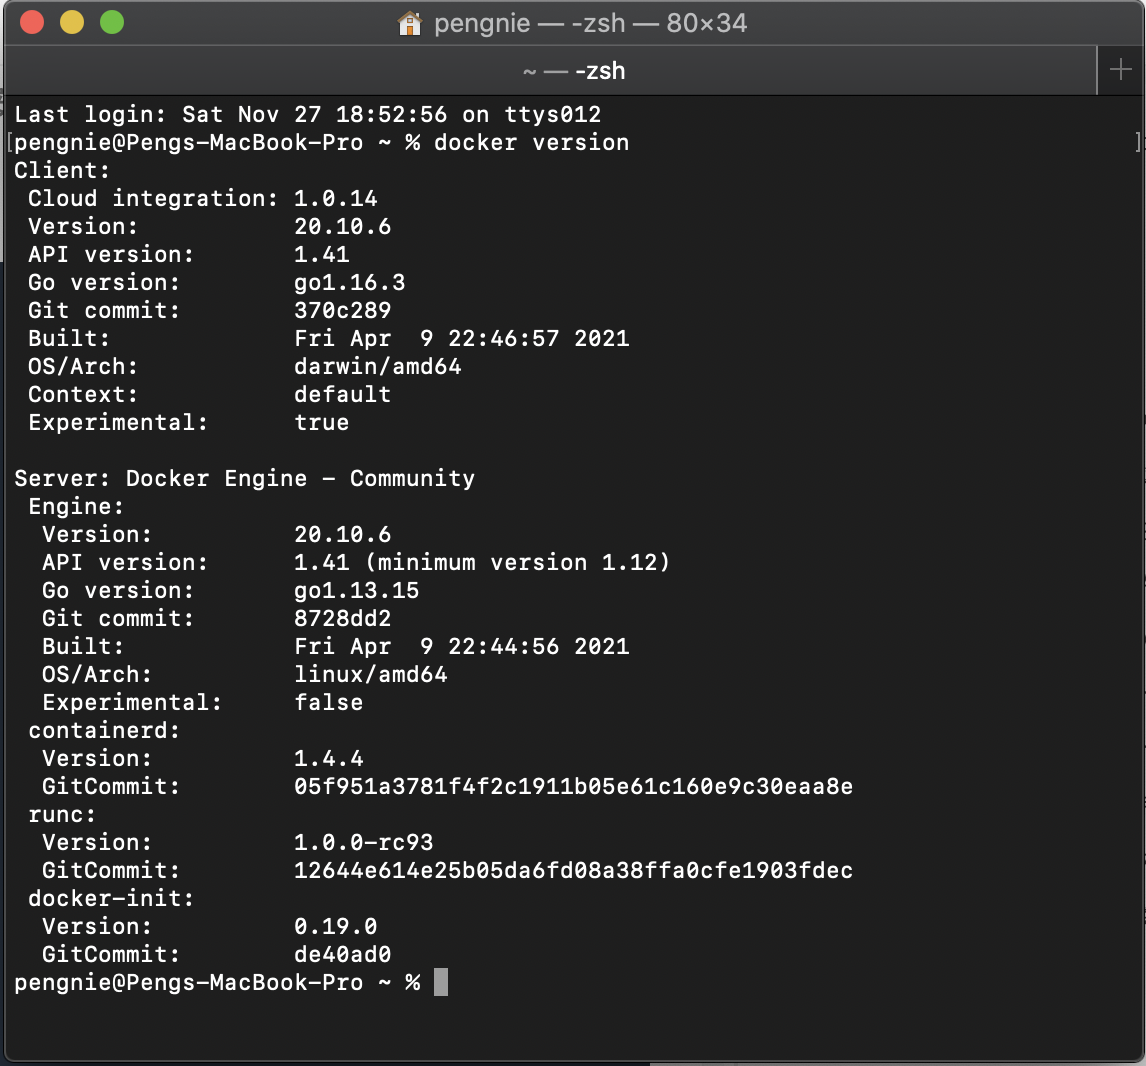 pengnie — -zsh — 80×34
~ — -zsh
Last login: Sat Nov 27 18:52:56 on ttys012
[pengnie@Pengs-MacBook-Pro ~ % docker version ]
Client:
 Cloud integration: 1.0.14
 Version:           20.10.6
 API version:       1.41
 Go version:        go1.16.3
 Git commit:        370c289
 Built:             Fri Apr  9 22:46:57 2021
 OS/Arch:           darwin/amd64
 Context:           default
 Experimental:      true

Server: Docker Engine - Community
 Engine:
  Version:          20.10.6
  API version:      1.41 (minimum version 1.12)
  Go version:       go1.13.15
  Git commit:       8728dd2
  Built:            Fri Apr  9 22:44:56 2021
  OS/Arch:          linux/amd64
  Experimental:     false
 containerd:
  Version:          1.4.4
  GitCommit:        05f951a3781f4f2c1911b05e61c160e9c30eaa8e
 runc:
  Version:          1.0.0-rc93
  GitCommit:        12644e614e25b05da6fd08a38ffa0cfe1903fdec
 docker-init:
  Version:          0.19.0
  GitCommit:        de40ad0
pengnie@Pengs-MacBook-Pro ~ %